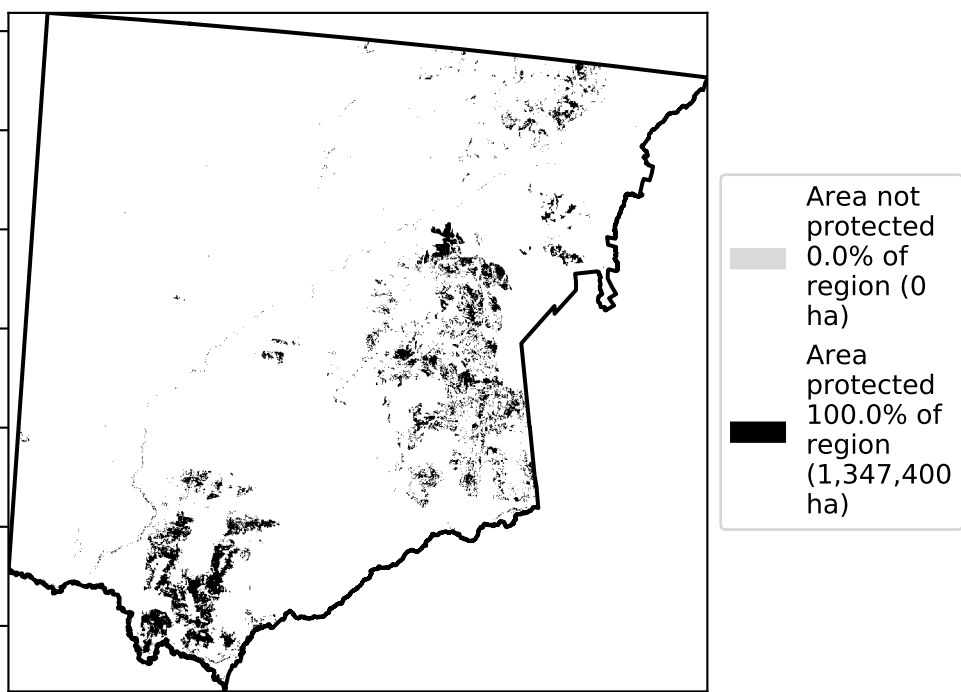 Area not
protected
0.0% of
region (0
ha)
Area
protected
100.0% of
region
(1,347,400
ha)